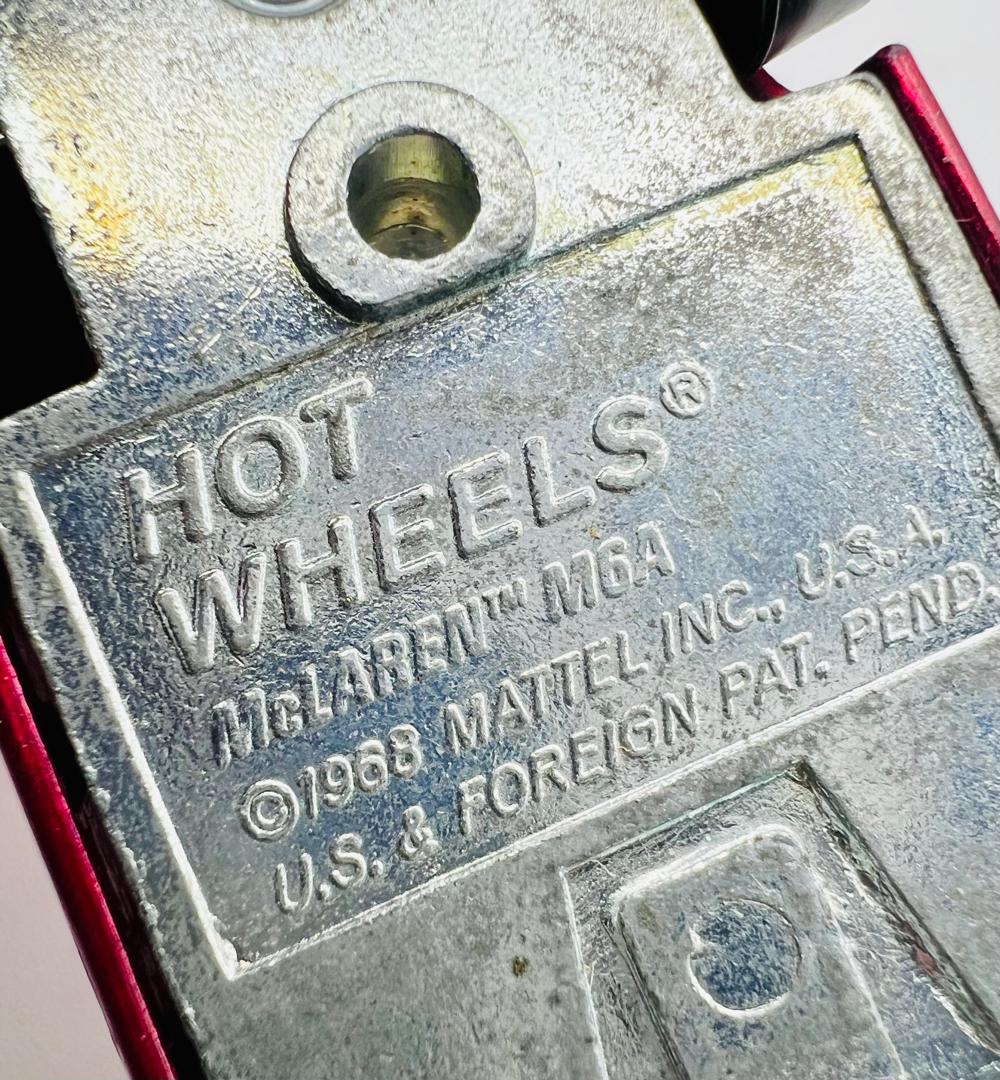 HOT
WHEELS®
McLAREN™ M6A
©1968 MATTEL INC., U.S.A.
U.S. & FOREIGN PAT. PEND.